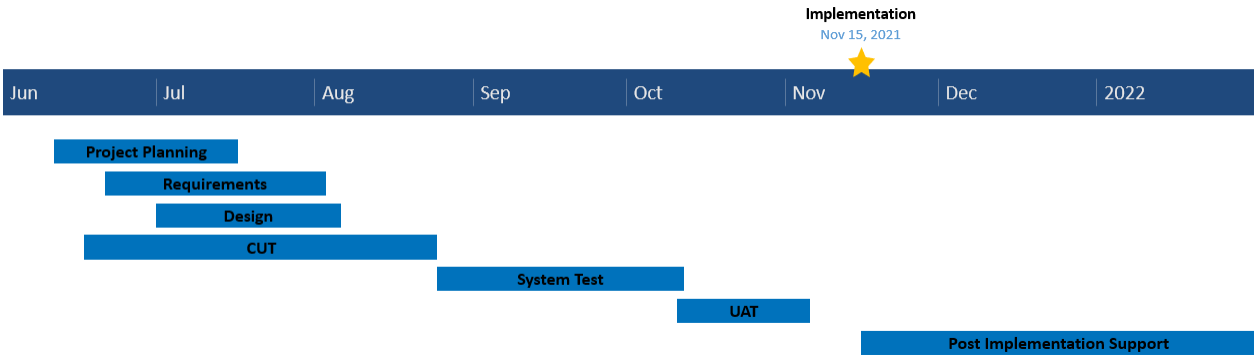 Implementation
Nov 15, 2021
Jun Jul Aug Sep Oct Nov Dec 2022
Project Planning
Requirements
Design
CUT
System Test
UAT
Post Implementation Support